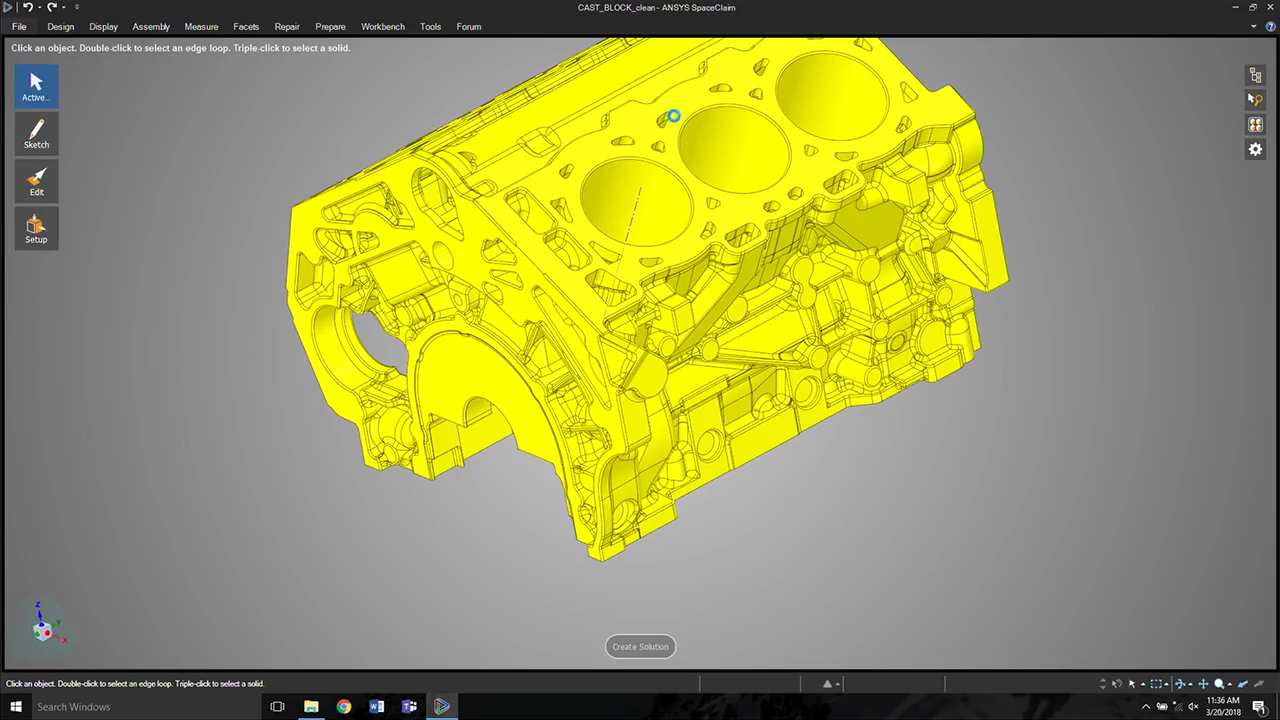 CAST_BLOCK_clean - ANSYS SpaceClaim
File Design Display Assembly Measure Facets Repair Prepare Workbench Tools Forum
Click an object. Double-click to select an edge loop. Triple-click to select a solid.
Active...
Sketch
Edit
Setup
Z
Y
X
Create Solution
Click an object. Double-click to select an edge loop. Triple-click to select a solid.
Search Windows
11:36 AM
3/20/2018